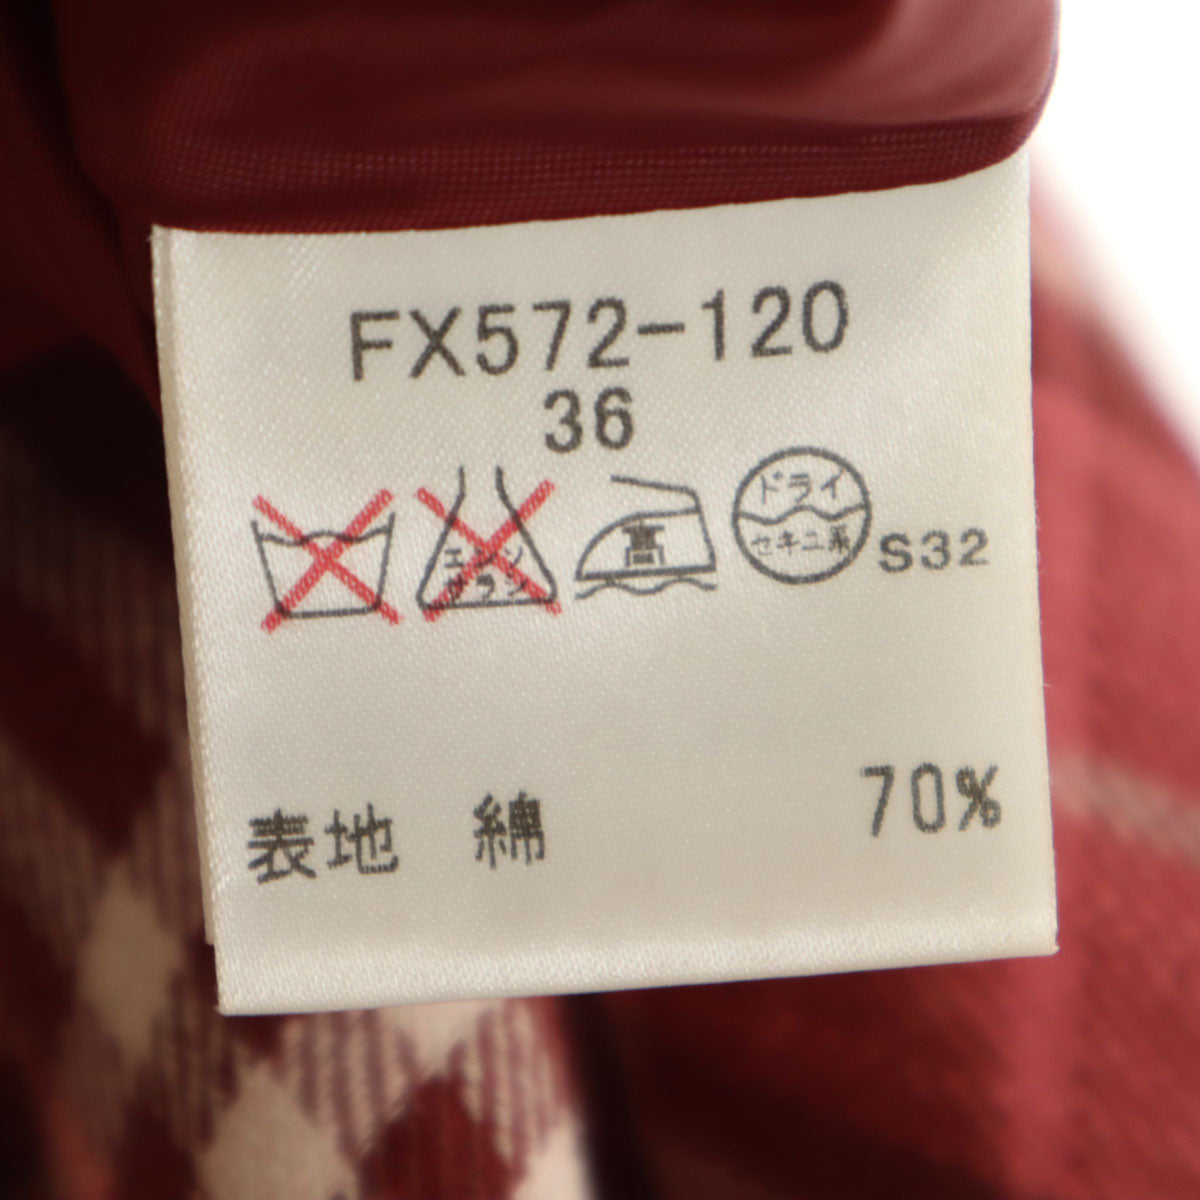 FX572-120
36
エンソ サラシ 高 ドライ セキユ系 S32
表地 綿 70%